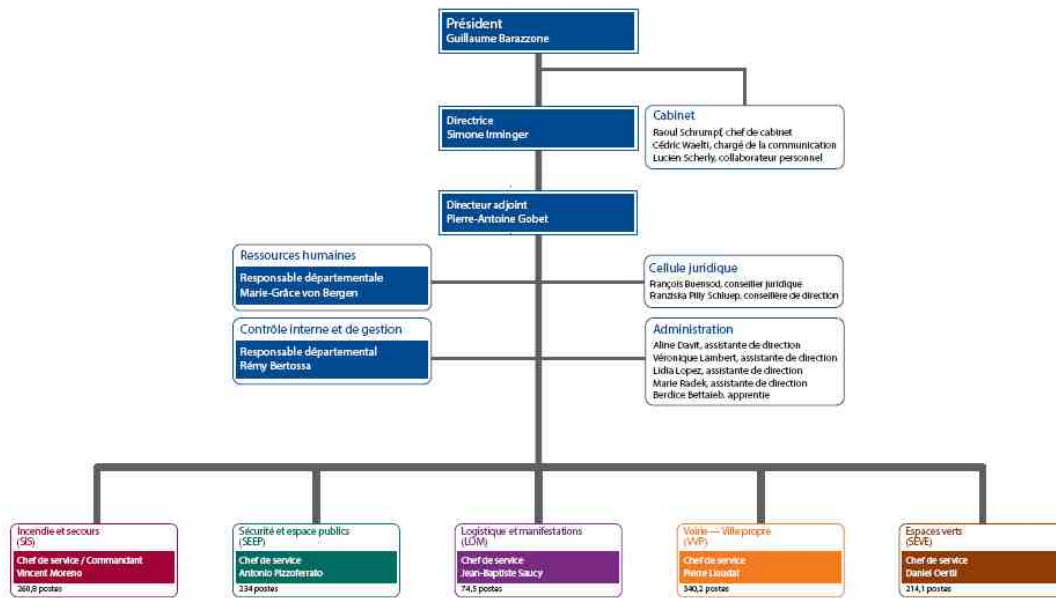 Président
Guillaume Barazzone
Directrice
Simone Irminger
Cabinet
Raoul Schrumpf, chef de cabinet
Cédric Waelti, chargé de la communication
Lucien Scherly, collaborateur personnel
Directeur adjoint
Pierre-Antoine Gobet
Ressources humaines
Responsable départementale
Marie-Grâce von Bergen
Cellule juridique
François Buensod, conseiller juridique
Franziska Pilly Schluep, conseillère de direction
Contrôle interne et de gestion
Responsable départemental
Rémy Bertossa
Administration
Aline Davit, assistante de direction
Véronique Lambert, assistante de direction
Lidia Lopez, assistante de direction
Marie Radek, assistante de direction
Berdice Bettaieb, apprentie
Incendie et secours
(SIS)
Chef de service / Commandant
Vincent Moreno
260,8 postes
Sécurité et espace publics
(SEEP)
Chef de service
Antonio Pizzoferrato
234 postes
Logistique et manifestations
(LOM)
Chef de service
Jean-Baptiste Saucy
74,5 postes
Voirie — Ville propre
(VVP)
Chef de service
Pierre Liaudat
340,2 postes
Espaces verts
(SEVE)
Chef de service
Daniel Oertli
214,1 postes